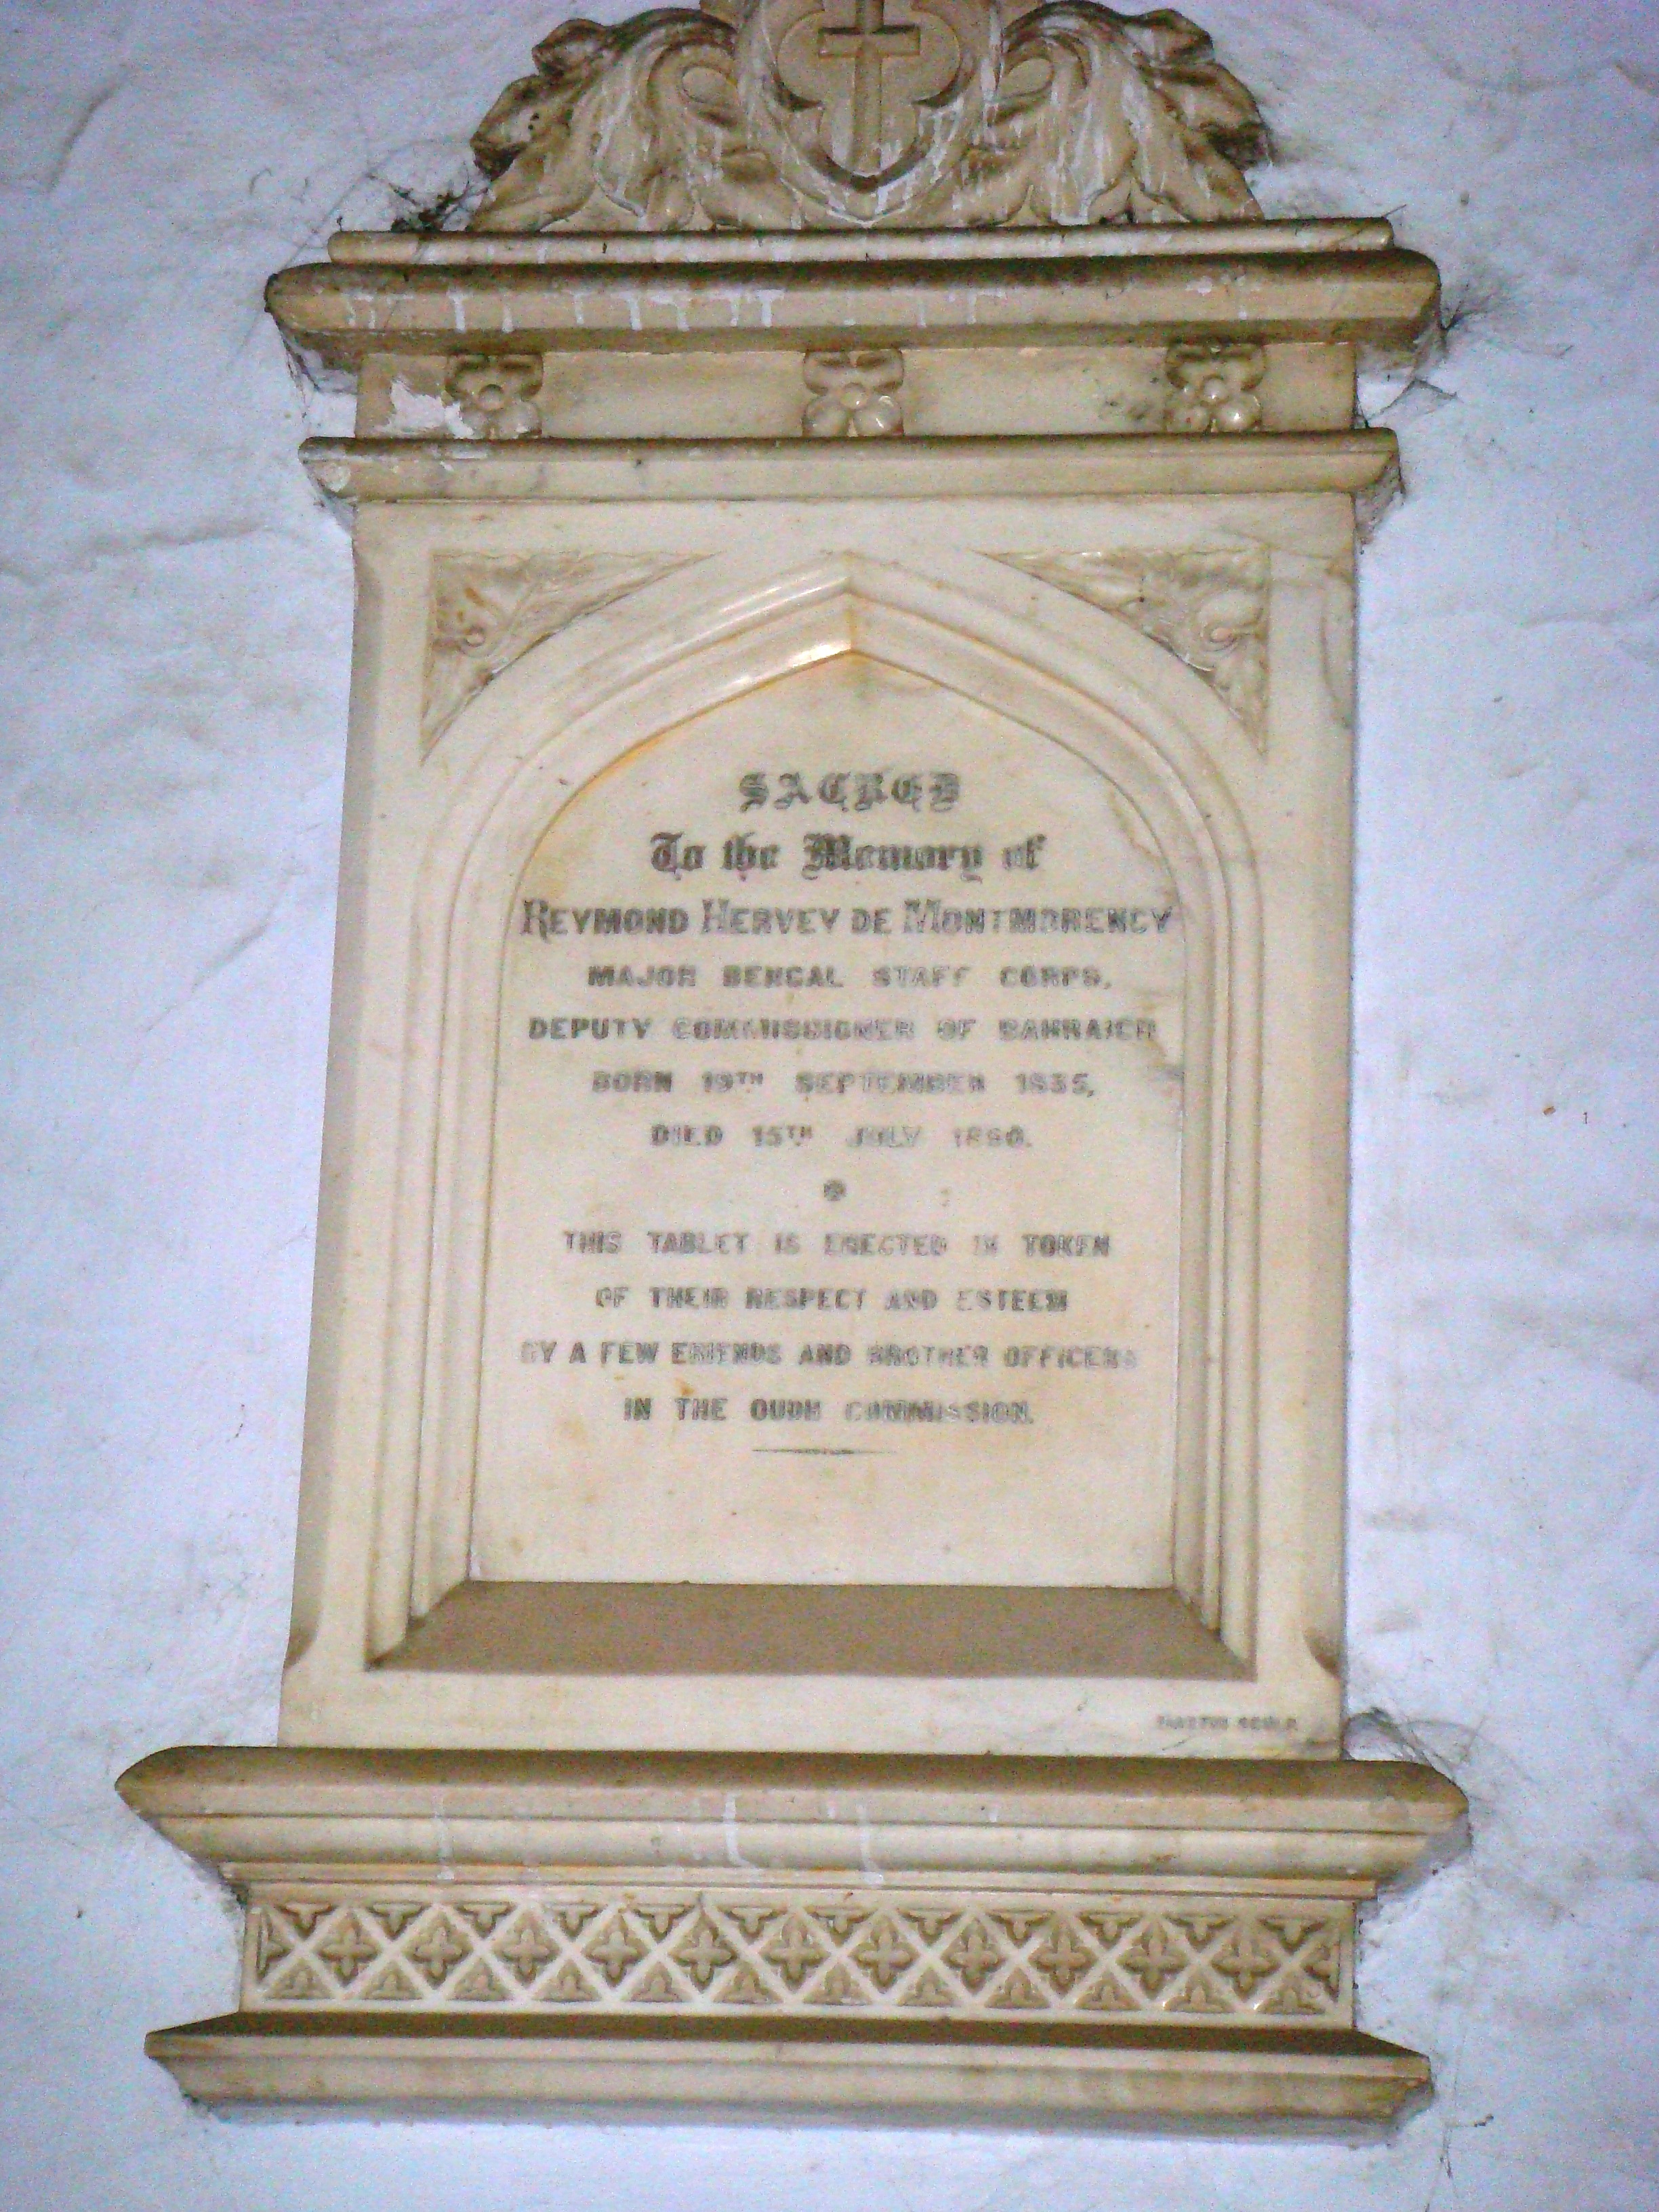 SACRED
To the Memory of
REYMOND HERVEY DE MONTMORENCY
MAJOR BENGAL STAFF CORPS,
DEPUTY COMMISSIONER OF BAHRAICH
BORN 19TH SEPTEMBER 1835,
DIED 15TH JULY
THIS TABLET IS ERECTED IN TOKEN
OF THEIR RESPECT AND ESTEEM
BY A FEW FRIENDS AND BROTHER OFFICERS
IN THE OUDH COMMISSION.